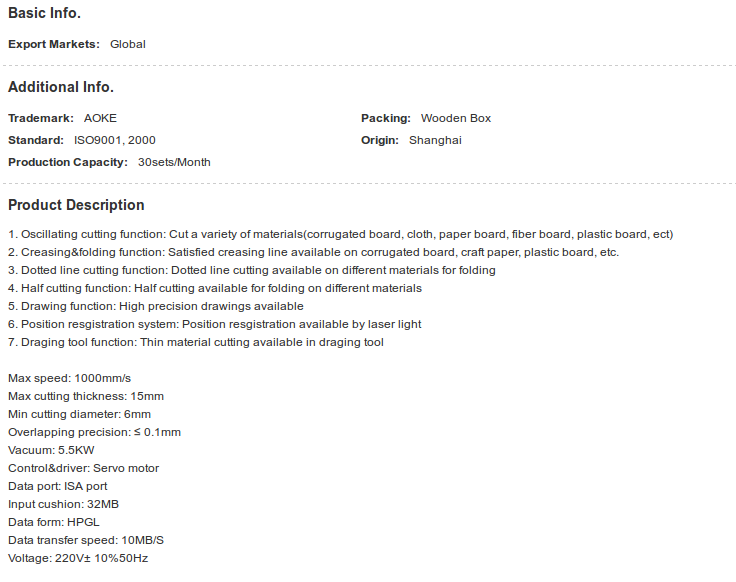 Basic Info.
Export Markets: Global
Additional Info.
Trademark: AOKE
Packing: Wooden Box
Standard: ISO9001, 2000
Origin: Shanghai
Production Capacity: 30sets/Month
Product Description
1. Oscillating cutting function: Cut a variety of materials(corrugated board, cloth, paper board, fiber board, plastic board, ect)
2. Creasing&folding function: Satisfied creasing line available on corrugated board, craft paper, plastic board, etc.
3. Dotted line cutting function: Dotted line cutting available on different materials for folding
4. Half cutting function: Half cutting available for folding on different materials
5. Drawing function: High precision drawings available
6. Position resgistration system: Position resgistration available by laser light
7. Draging tool function: Thin material cutting available in draging tool
Max speed: 1000mm/s
Max cutting thickness: 15mm
Min cutting diameter: 6mm
Overlapping precision: ≤ 0.1mm
Vacuum: 5.5KW
Control&driver: Servo motor
Data port: ISA port
Input cushion: 32MB
Data form: HPGL
Data transfer speed: 10MB/S
Voltage: 220V± 10%50Hz